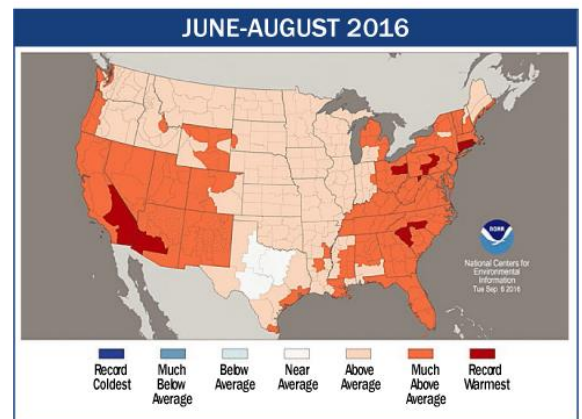 JUNE-AUGUST 2016
NOAA
National Centers for
Environmental
Information
Tue Sep 6 2016
Record
Coldest
Much
Below
Average
Below
Average
Near
Average
Above
Average
Much
Above
Average
Record
Warmest